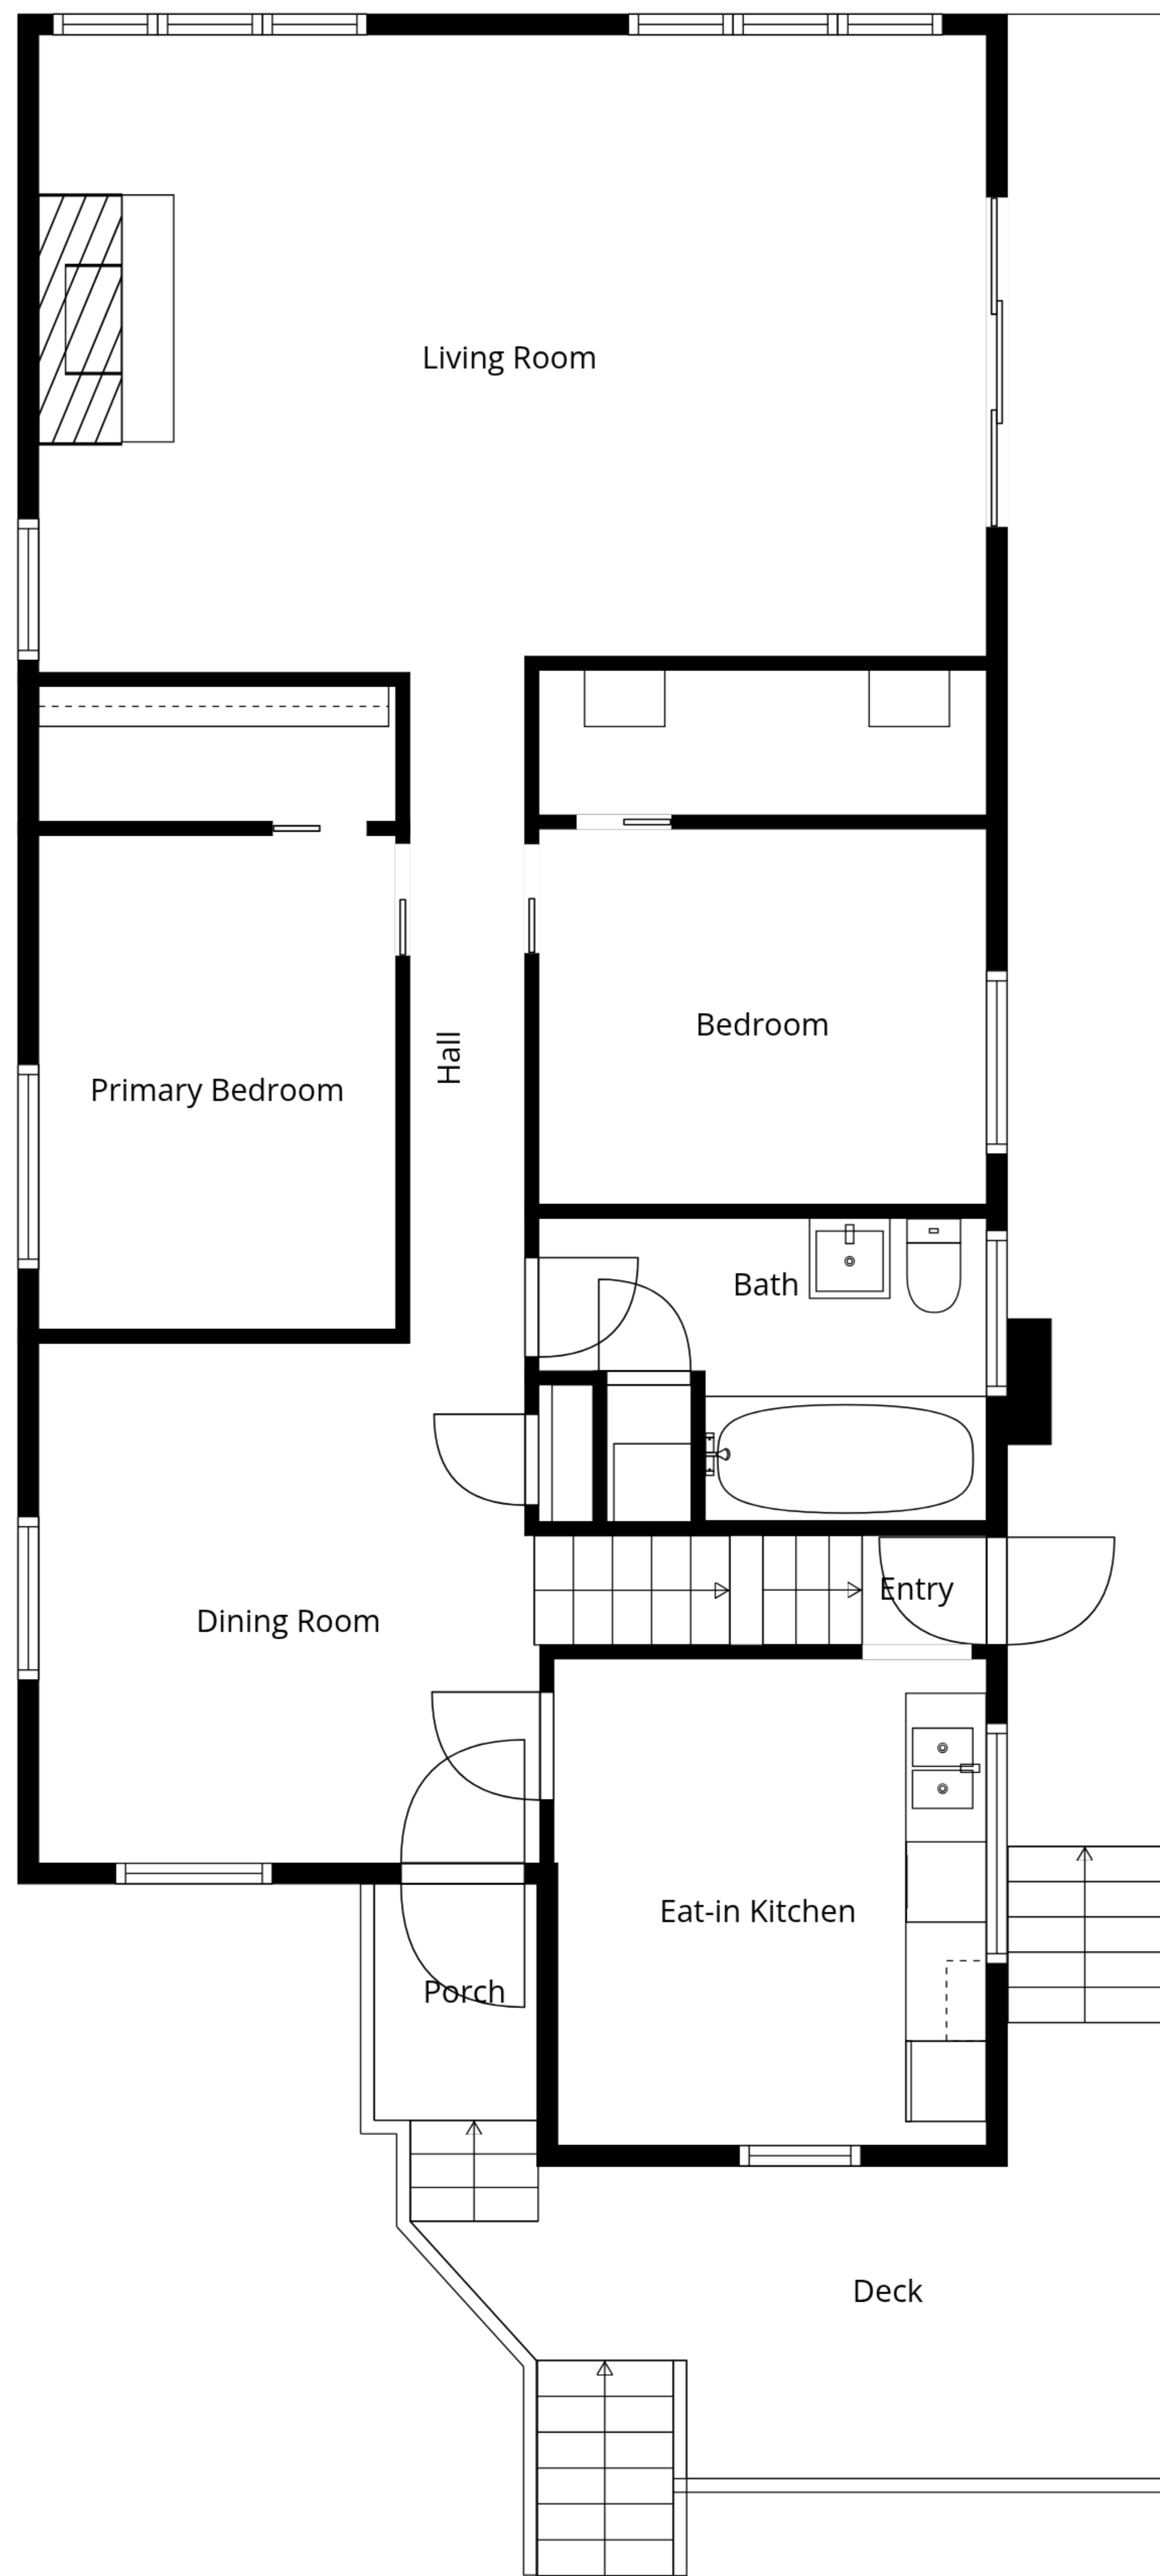 Living Room
Hall
Bedroom
Primary Bedroom
Bath
Entry
Dining Room
Eat-in Kitchen
Porch
Deck